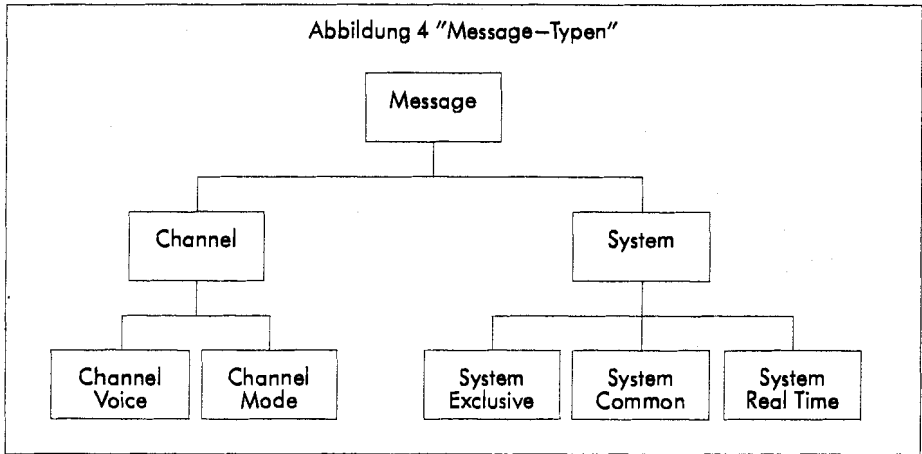 Abbildung 4 "Message–Typen"
Message
Channel
System
Channel
Voice
Channel
Mode
System
Exclusive
System
Common
System
Real Time